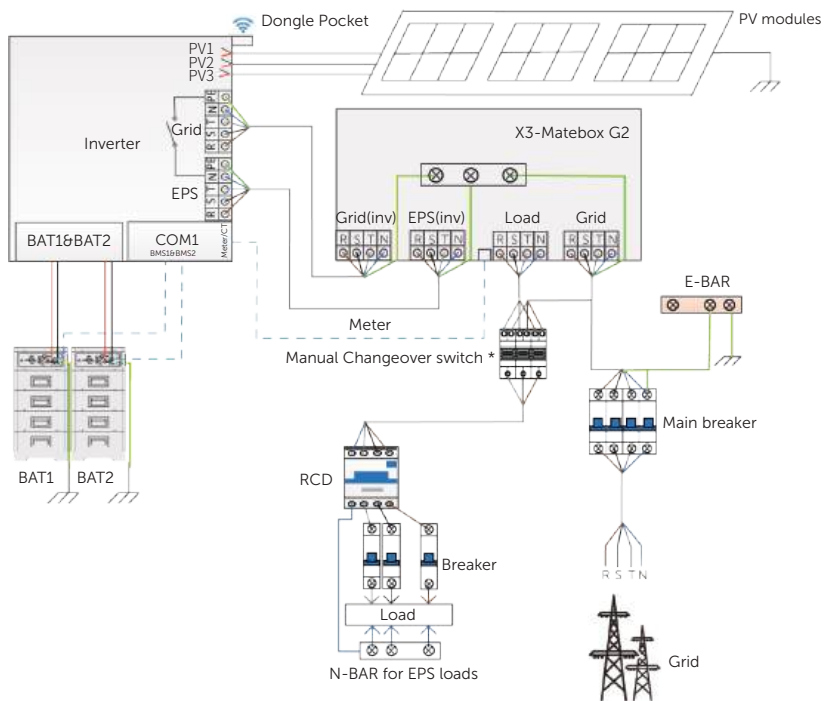 Dongle Pocket
PV modules
PV1
PV2
PV3
PE
N
T
S
R
Grid
Inverter
PE
N
T
S
R
EPS
Meter/CT
BAT1&BAT2
COM1
BMS1&BMS2
X3-Matebox G2
Grid(inv)
EPS(inv)
Load
Grid
R S T N
R S T N
R S T N
R S T N
E-BAR
Meter
Manual Changeover switch *
Main breaker
BAT1
BAT2
RCD
Breaker
Load
R S T N
Grid
N-BAR for EPS loads